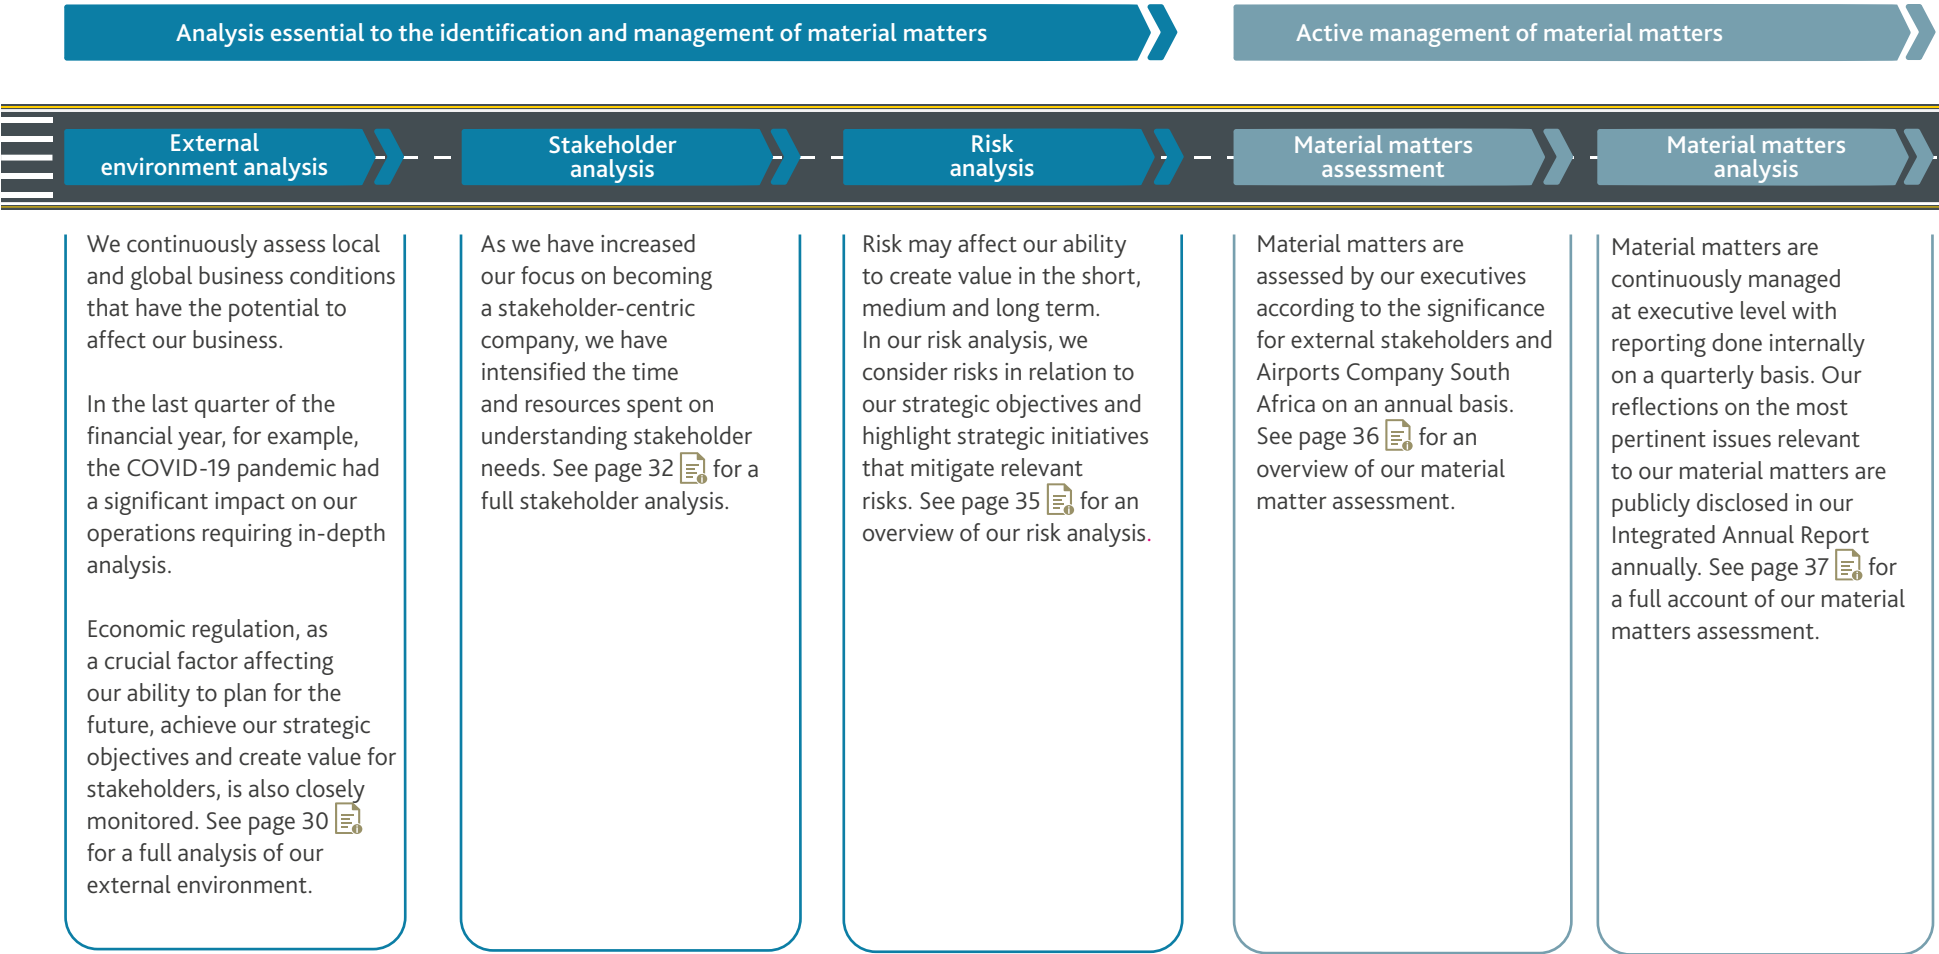 Analysis essential to the identification and management of material matters
Active management of material matters
External
environment analysis
Stakeholder
analysis
Risk
analysis
Material matters
assessment
Material matters
analysis
We continuously assess local
and global business conditions
that have the potential to
affect our business.
In the last quarter of the
financial year, for example,
the COVID-19 pandemic had
a significant impact on our
operations requiring in-depth
analysis.
Economic regulation, as
a crucial factor affecting
our ability to plan for the
future, achieve our strategic
objectives and create value for
stakeholders, is also closely
monitored. See page 30
for a full analysis of our
external environment.
As we have increased
our focus on becoming
a stakeholder-centric
company, we have
intensified the time
and resources spent on
understanding stakeholder
needs. See page 32 for a
full stakeholder analysis.
Risk may affect our ability
to create value in the short,
medium and long term.
In our risk analysis, we
consider risks in relation to
our strategic objectives and
highlight strategic initiatives
that mitigate relevant
risks. See page 35 for an
overview of our risk analysis.
Material matters are
assessed by our executives
according to the significance
for external stakeholders and
Airports Company South
Africa on an annual basis.
See page 36 for an
overview of our material
matter assessment.
Material matters are
continuously managed
at executive level with
reporting done internally
on a quarterly basis. Our
reflections on the most
pertinent issues relevant
to our material matters are
publicly disclosed in our
Integrated Annual Report
annually. See page 37 for
a full account of our material
matters assessment.